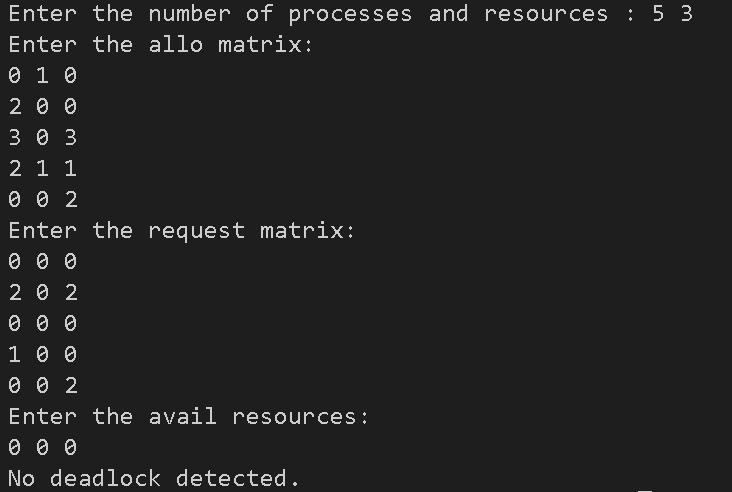 Enter the number of processes and resources : 5 3
Enter the allo matrix:
0 1 0
2 0 0
3 0 3
2 1 1
0 0 2
Enter the request matrix:
0 0 0
2 0 2
0 0 0
1 0 0
0 0 2
Enter the avail resources:
0 0 0
No deadlock detected.